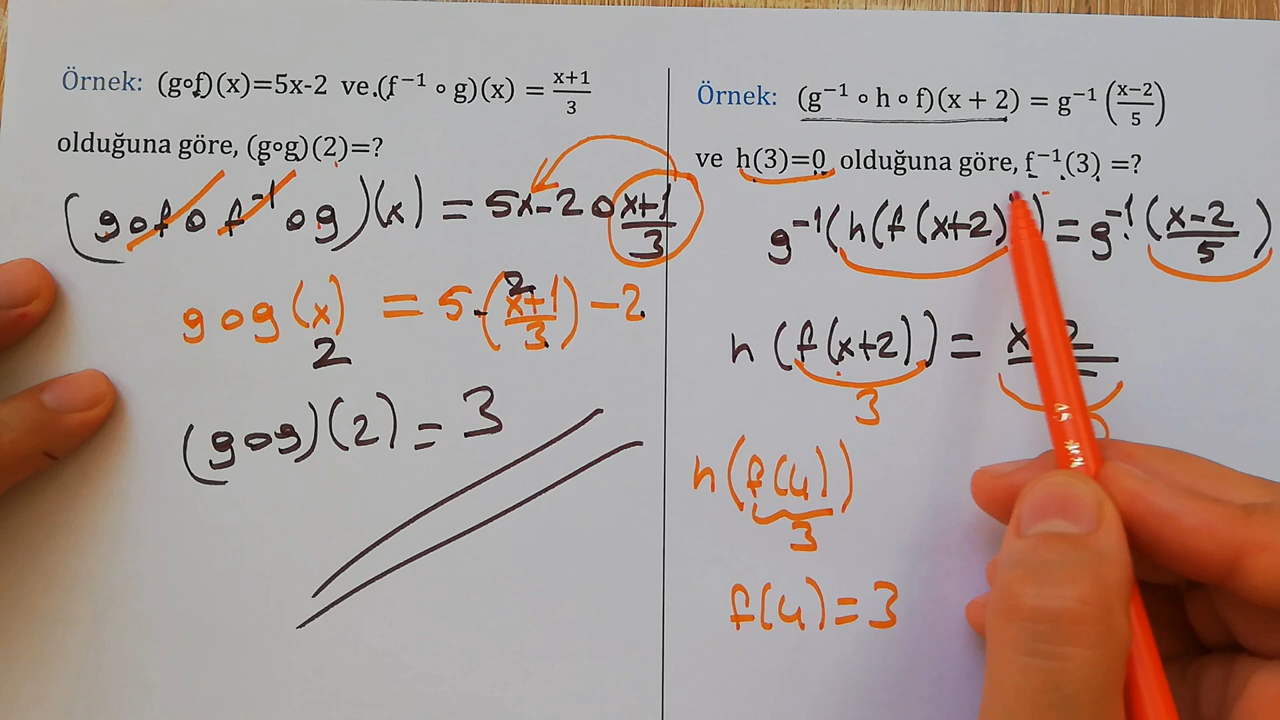 Örnek: (g∘f)(x)=5x-2 ve (f⁻¹ ∘ g)(x) = x+1/3
olduğuna göre, (g∘g)(2)=?
(g∘f∘f⁻¹∘g)(x) = 5x-2 ∘ x+1/3
g∘g(x) = 5·(x+1/3)-2
2 2
(g∘g)(2) = 3
Örnek: (g⁻¹ ∘ h ∘ f)(x + 2) = g⁻¹(x−2/5)
ve h(3)=0 olduğuna göre, f⁻¹(3) =?
g⁻¹(h(f(x+2) = g⁻¹(x-2/5)
h(f(x+2)) =
3
h(f(4))
3
f(4)=3